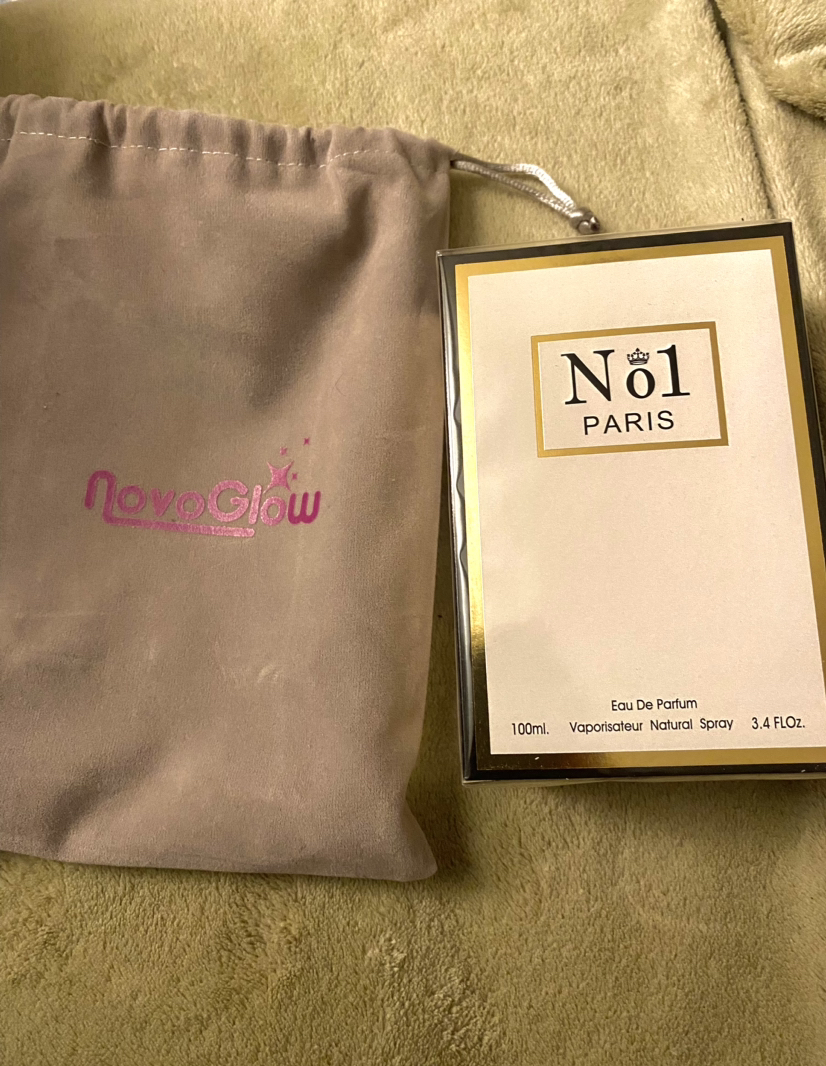 NovoGlow
No1
PARIS
Eau De Parfum
100ml. Vaporisateur Natural Spray 3.4 FLOz.